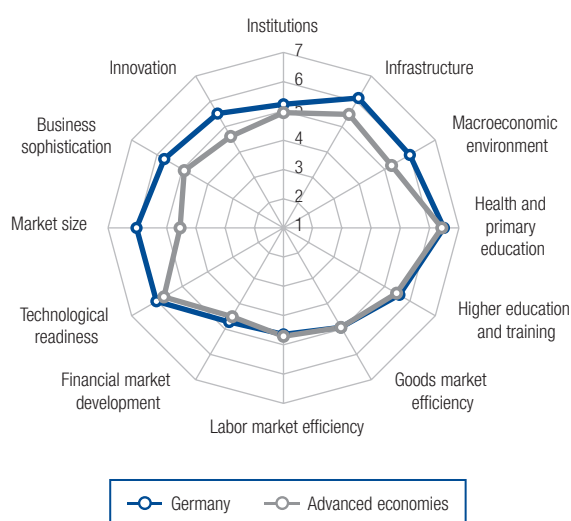 Institutions
7
6
5
4
3
2
1
Infrastructure
Macroeconomic
environment
Health and
primary
education
Higher education
and training
Goods market
efficiency
Labor market efficiency
Financial market
development
Technological
readiness
Market size
Business
sophistication
Innovation
Germany
Advanced economies